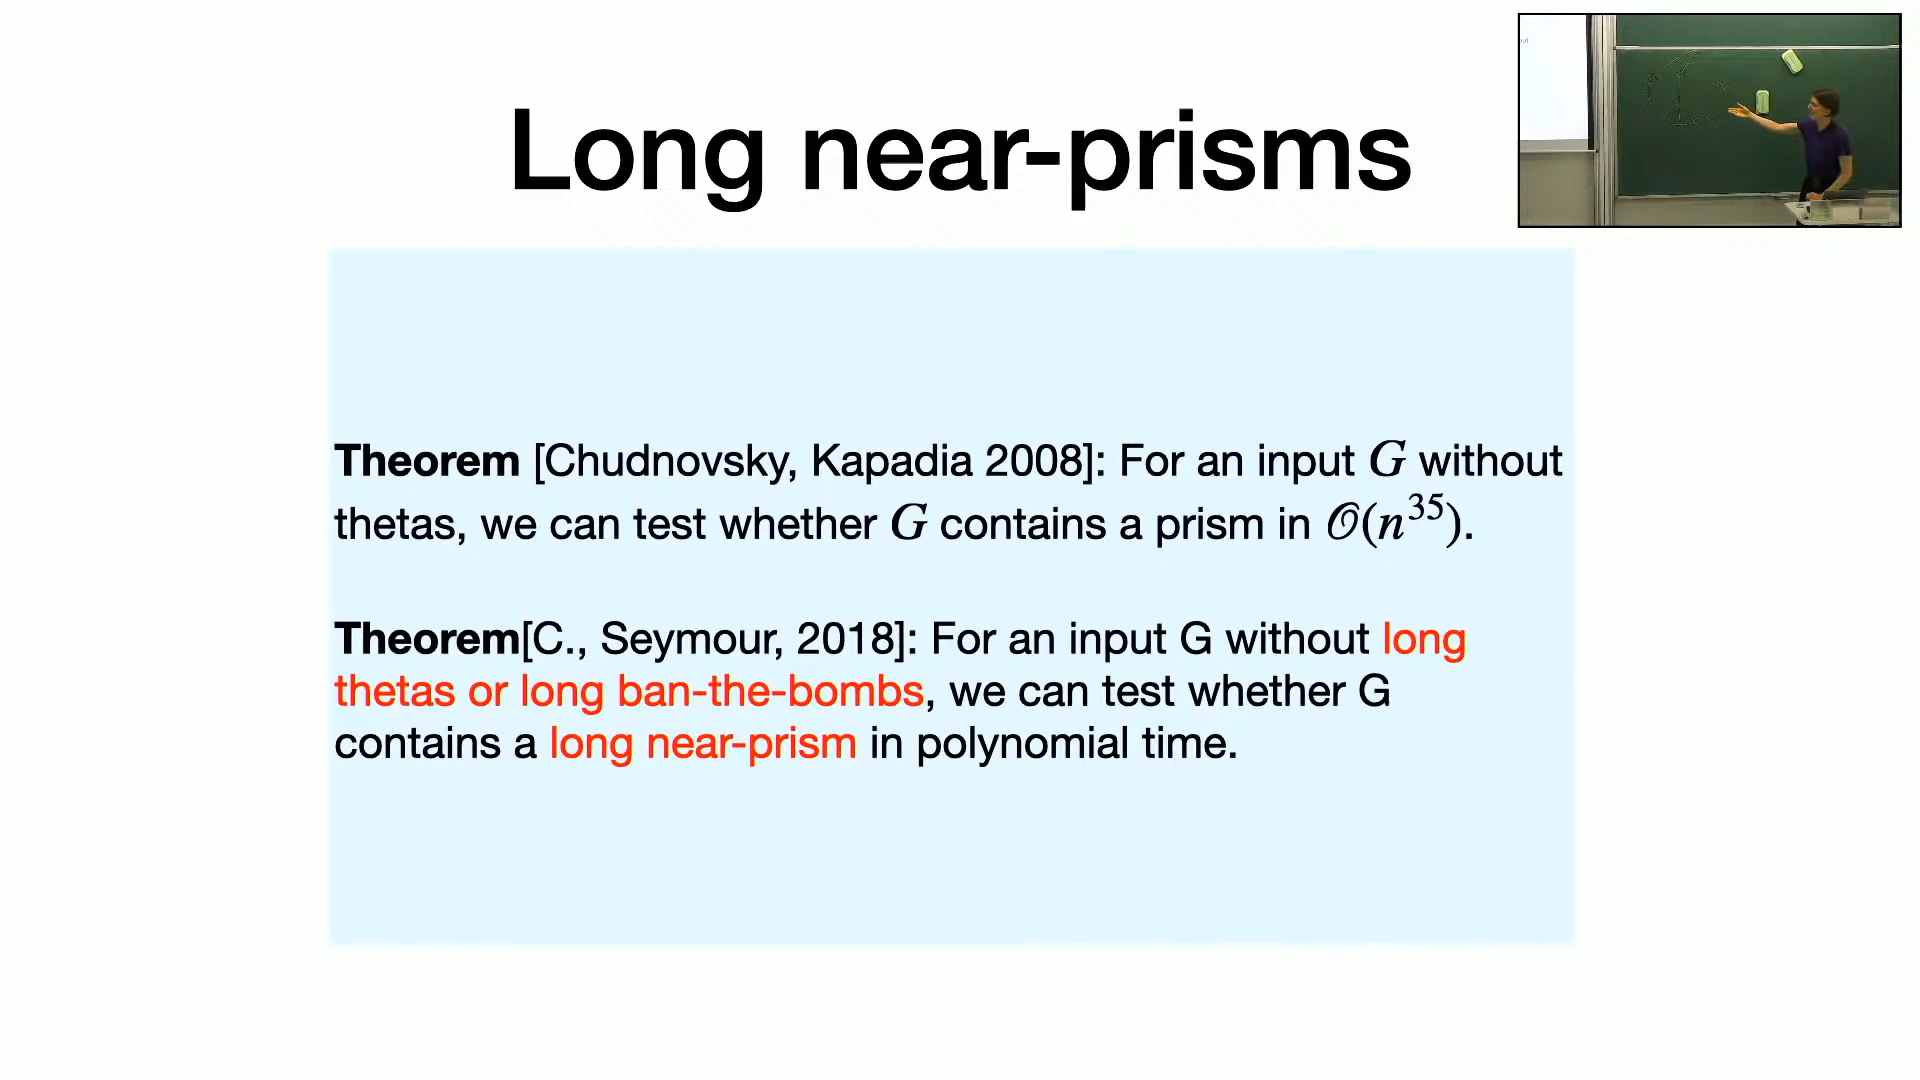 Long near-prisms
Theorem [Chudnovsky, Kapadia 2008]: For an input G without
thetas, we can test whether G contains a prism in 𝒪(n³⁵).
Theorem[C., Seymour, 2018]: For an input G without long
thetas or long ban-the-bombs, we can test whether G
contains a long near-prism in polynomial time.